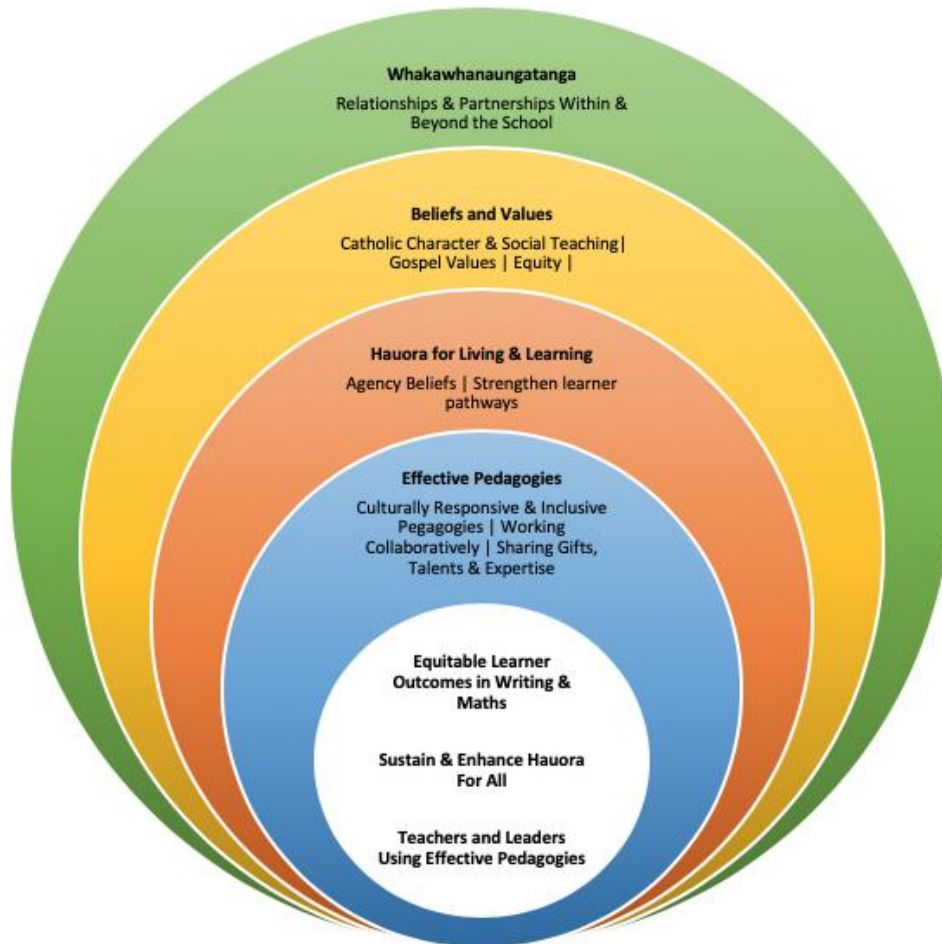 Whakawhanaungatanga
Relationships & Partnerships Within &
Beyond the School
Beliefs and Values
Catholic Character & Social Teaching|
Gospel Values | Equity |
Hauora for Living & Learning
Agency Beliefs | Strengthen learner
pathways
Effective Pedagogies
Culturally Responsive & Inclusive
Pegagogies | Working
Collaboratively | Sharing Gifts,
Talents & Expertise
Equitable Learner
Outcomes in Writing &
Maths
Sustain & Enhance Hauora
For All
Teachers and Leaders
Using Effective Pedagogies